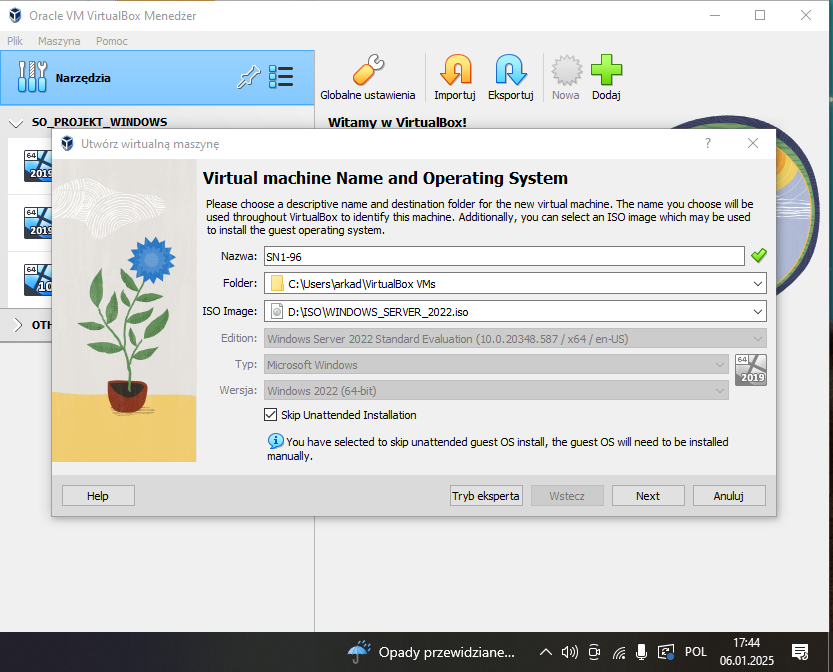 Oracle VM VirtualBox Menedżer
Plik Maszyna Pomoc
Narzędzia
Globalne ustawienia Importuj Eksportuj Nowa Dodaj
SO_PROJEKT_WINDOWS
Witamy w VirtualBox!
64
2019
64
2019
64
10
OTH
Utwórz wirtualną maszynę
?
Virtual machine Name and Operating System
Please choose a descriptive name and destination folder for the new virtual machine. The name you choose will be
used throughout VirtualBox to identify this machine. Additionally, you can select an ISO image which may be used
to install the guest operating system.
Nazwa: SN1-96
Folder: C:\Users\arkad\VirtualBox VMs
ISO Image: D:\ISO\WINDOWS_SERVER_2022.iso
Edition: Windows Server 2022 Standard Evaluation (10.0.20348.587 / x64 / en-US)
Typ: Microsoft Windows
64
2019
Wersja: Windows 2022 (64-bit)
Skip Unattended Installation
You have selected to skip unattended guest OS install, the guest OS will need to be installed
manually.
Help Tryb eksperta Wstecz Next Anuluj
Opady przewidziane... POL 17:44
06.01.2025